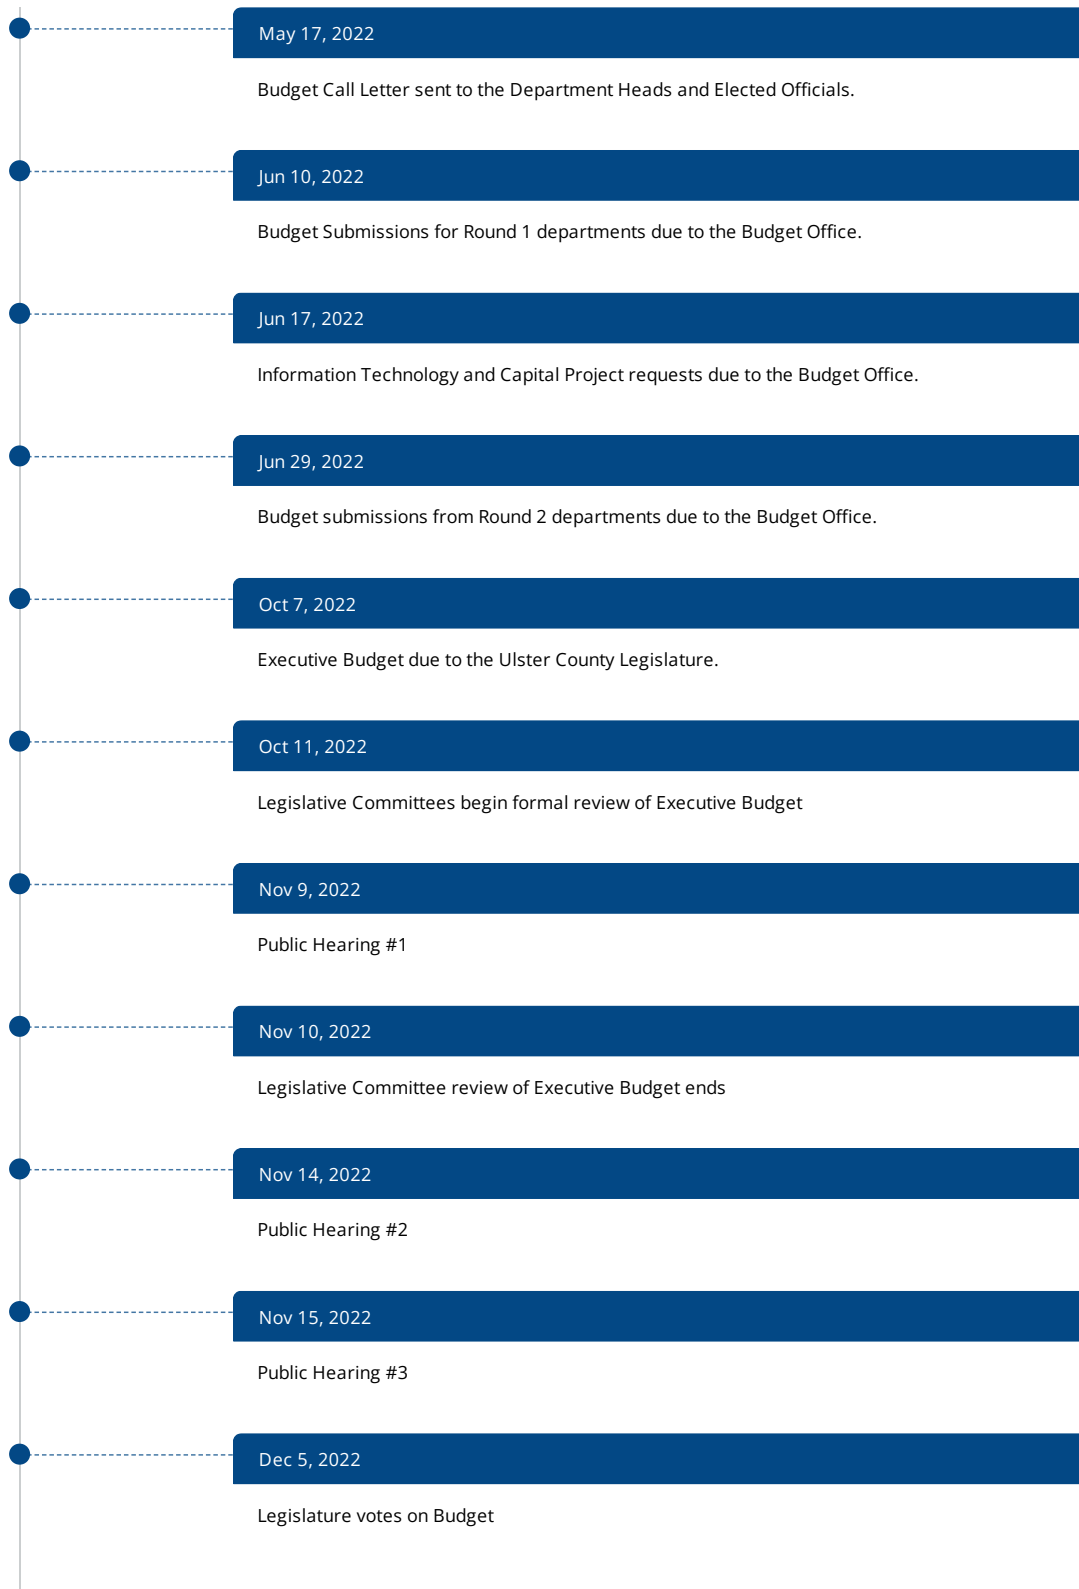 May 17, 2022
Budget Call Letter sent to the Department Heads and Elected Officials.
Jun 10, 2022
Budget Submissions for Round 1 departments due to the Budget Office.
Jun 17, 2022
Information Technology and Capital Project requests due to the Budget Office.
Jun 29, 2022
Budget submissions from Round 2 departments due to the Budget Office.
Oct 7, 2022
Executive Budget due to the Ulster County Legislature.
Oct 11, 2022
Legislative Committees begin formal review of Executive Budget
Nov 9, 2022
Public Hearing #1
Nov 10, 2022
Legislative Committee review of Executive Budget ends
Nov 14, 2022
Public Hearing #2
Nov 15, 2022
Public Hearing #3
Dec 5, 2022
Legislature votes on Budget